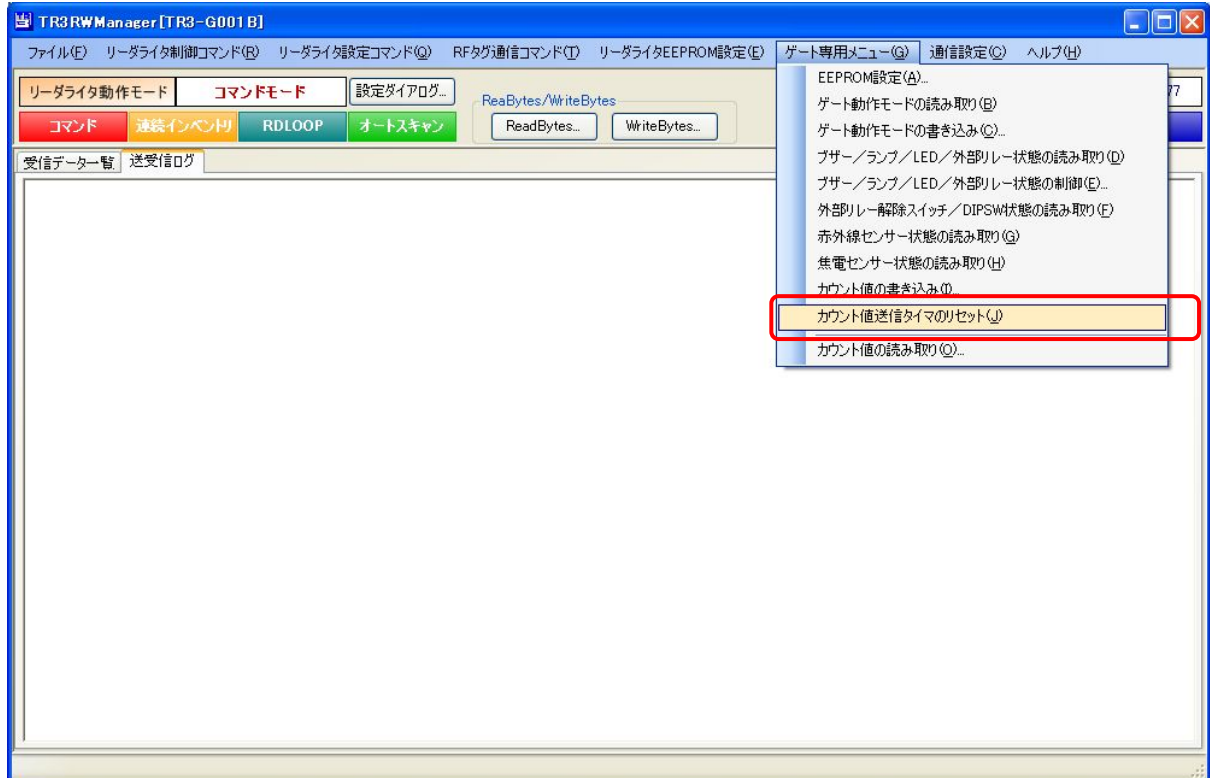 TR3RWManager[TR3-G001B]
ファイル(F) リーダライタ制御コマンド(R) リーダライタ設定コマンド(Q) RFタグ通信コマンド(T) リーダライタEEPROM設定(E) ゲート専用メニュー(G) 通信設定(C) ヘルプ(H)
リーダライタ動作モード コマンドモード 設定ダイアログ...
ReaBytes/WriteBytes
77
コマンド 連続インベントリ RDLOOP オートスキャン ReadBytes... WriteBytes...
受信データ一覧 送受信ログ
EEPROM設定(A)...
ゲート動作モードの読み取り(B)
ゲート動作モードの書き込み(C)...
ブザー／ランプ／LED／外部リレー状態の読み取り(D)
ブザー／ランプ／LED／外部リレー状態の制御(E)...
外部リレー解除スイッチ／DIPSW状態の読み取り(F)
赤外線センサー状態の読み取り(G)
焦電センサー状態の読み取り(H)
カウント値の書き込み(I)...
カウント値送信タイマのリセット(J)
カウント値の読み取り(O)...